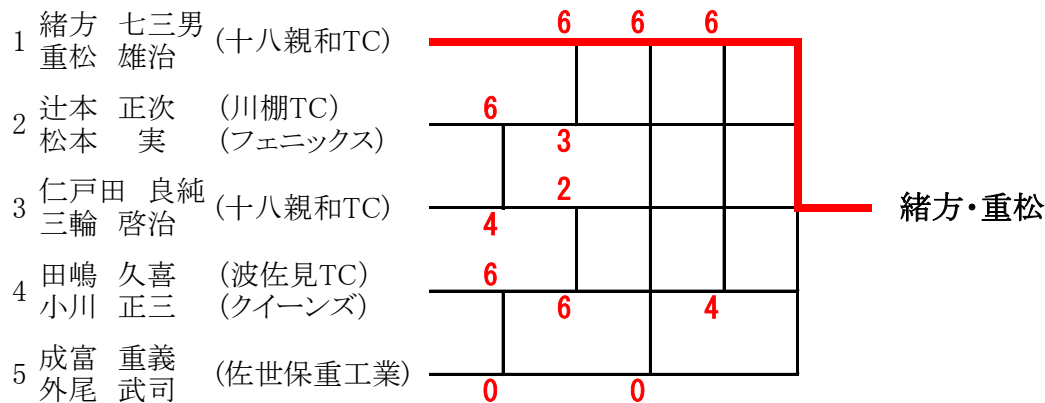 6 6 6
1 緒方 七三男 (十八親和TC)
重松 雄治
6
2 辻本 正次 (川棚TC)
松本 実 (フェニックス)
3
2
3 仁戸田 良純 (十八親和TC)
三輪 啓治
緒方・重松
4
6
4 田嶋 久喜 (波佐見TC)
小川 正三 (クイーンズ)
6 4
5 成富 重義 (佐世保重工業)
外尾 武司
0 0